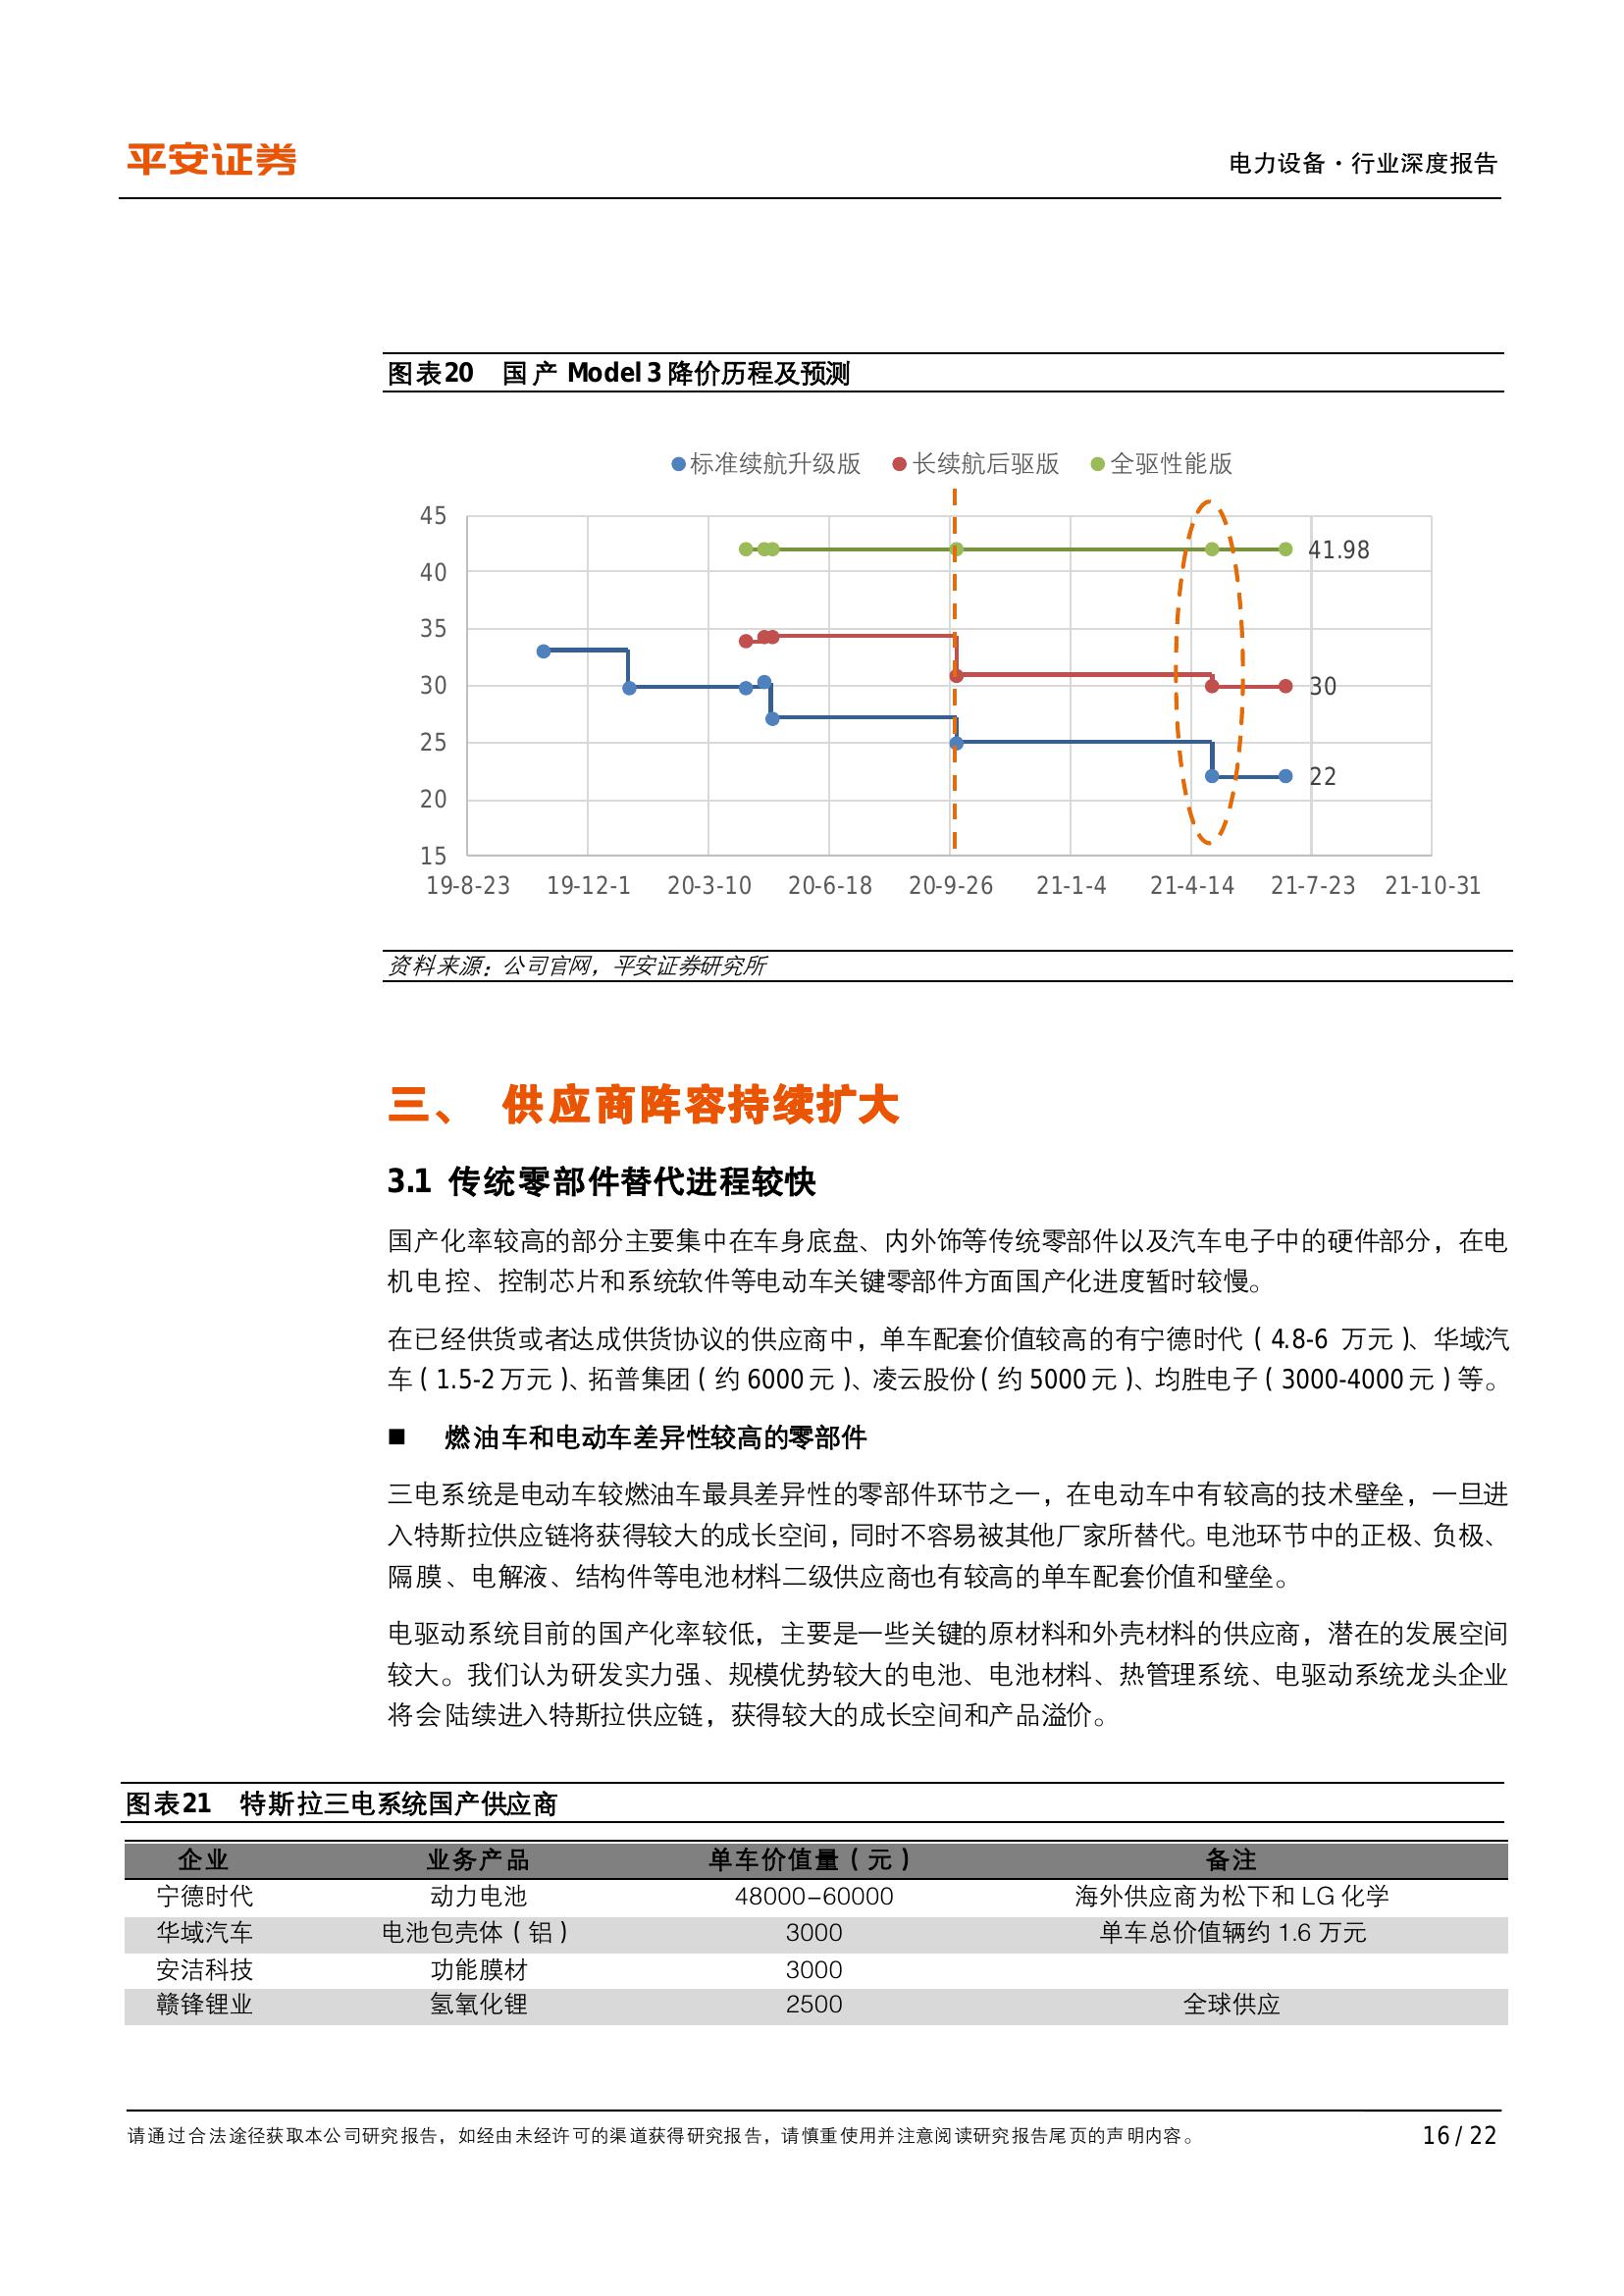 平安证券
电力设备·行业深度报告
图表20 国产 Model 3 降价历程及预测
标准续航升级版 长续航后驱版 全驱性能版
45
40
35
30
25
20
15
41.98
30
22
19-8-23 19-12-1 20-3-10 20-6-18 20-9-26 21-1-4 21-4-14 21-7-23 21-10-31
资料来源：公司官网，平安证券研究所
三、 供应商阵容持续扩大
3.1 传统零部件替代进程较快
国产化率较高的部分主要集中在车身底盘、内外饰等传统零部件以及汽车电子中的硬件部分，在电
机电控、控制芯片和系统软件等电动车关键零部件方面国产化进度暂时较慢。
在已经供货或者达成供货协议的供应商中，单车配套价值较高的有宁德时代（4.8-6 万元）、华域汽
车（1.5-2 万元）、拓普集团（约 6000 元）、凌云股份（约 5000 元）、均胜电子（3000-4000 元）等。
■ 燃油车和电动车差异性较高的零部件
三电系统是电动车较燃油车最具差异性的零部件环节之一，在电动车中有较高的技术壁垒，一旦进
入特斯拉供应链将获得较大的成长空间，同时不容易被其他厂家所替代。电池环节中的正极、负极、
隔膜、电解液、结构件等电池材料二级供应商也有较高的单车配套价值和壁垒。
电驱动系统目前的国产化率较低，主要是一些关键的原材料和外壳材料的供应商，潜在的发展空间
较大。我们认为研发实力强、规模优势较大的电池、电池材料、热管理系统、电驱动系统龙头企业
将会陆续进入特斯拉供应链，获得较大的成长空间和产品溢价。
图表21 特斯拉三电系统国产供应商
企业 业务产品 单车价值量（元） 备注
宁德时代 动力电池 48000–60000 海外供应商为松下和 LG 化学
华域汽车 电池包壳体（铝） 3000 单车总价值辆约 1.6 万元
安洁科技 功能膜材 3000
赣锋锂业 氢氧化锂 2500 全球供应
请通过合法途径获取本公司研究报告，如经由未经许可的渠道获得研究报告，请慎重使用并注意阅读研究报告尾页的声明内容。
16 / 22